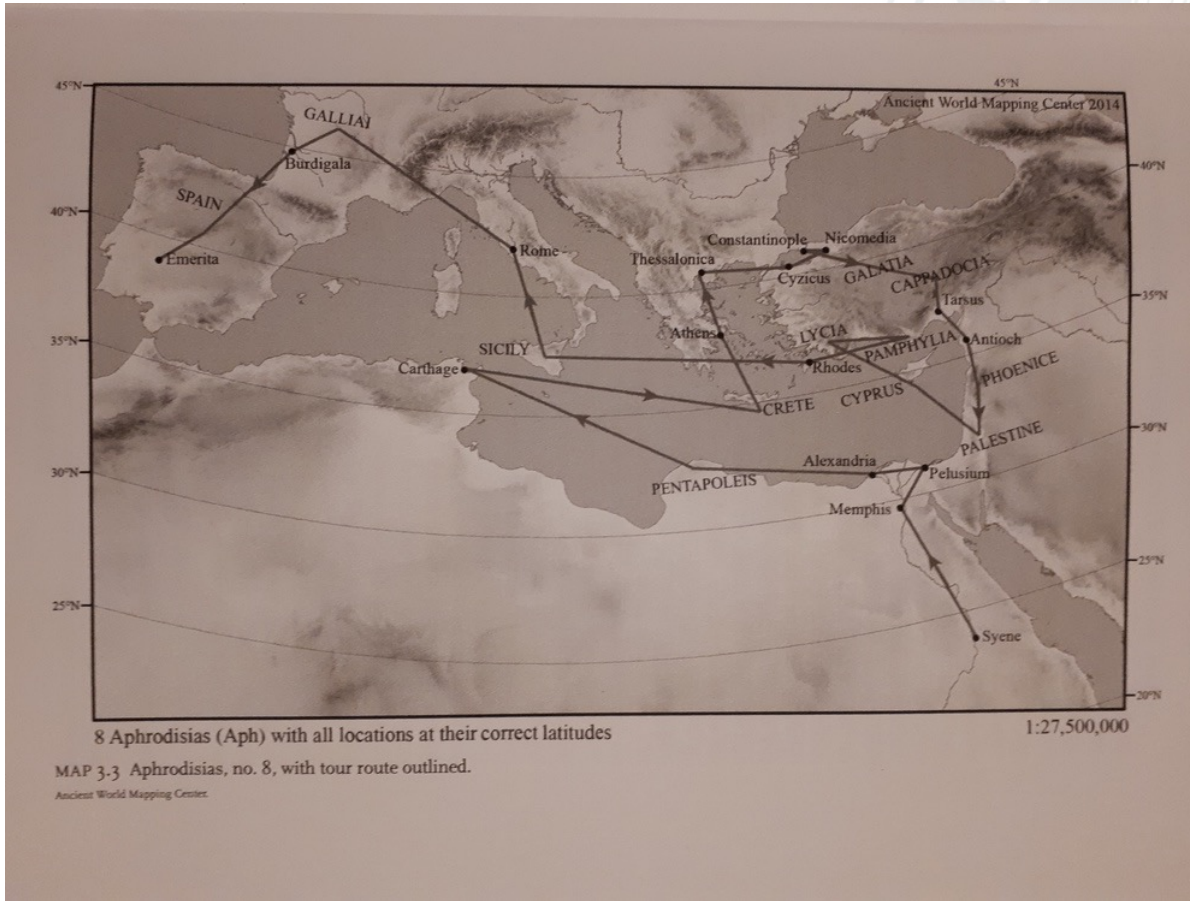 45°N
45°N
Ancient World Mapping Center 2014
GALLIAI
Burdigala
40°N
SPAIN
40°N
Constantinople
Nicomedia
Emerita
Rome
Thessalonica
Cyzicus
GALATIA
CAPPADOCIA
35°N
Tarsus
35°N
Athens
LYCIA
PAMPHYLIA
Antioch
SICILY
Rhodes
PHOENICE
Carthage
CYPRUS
CRETE
30°N
PALESTINE
30°N
Alexandria
Pelusium
PENTAPOLEIS
Memphis
25°N
25°N
Syene
20°N
8 Aphrodisias (Aph) with all locations at their correct latitudes
1:27,500,000
MAP 3.3 Aphrodisias, no. 8, with tour route outlined.
Ancient World Mapping Center.